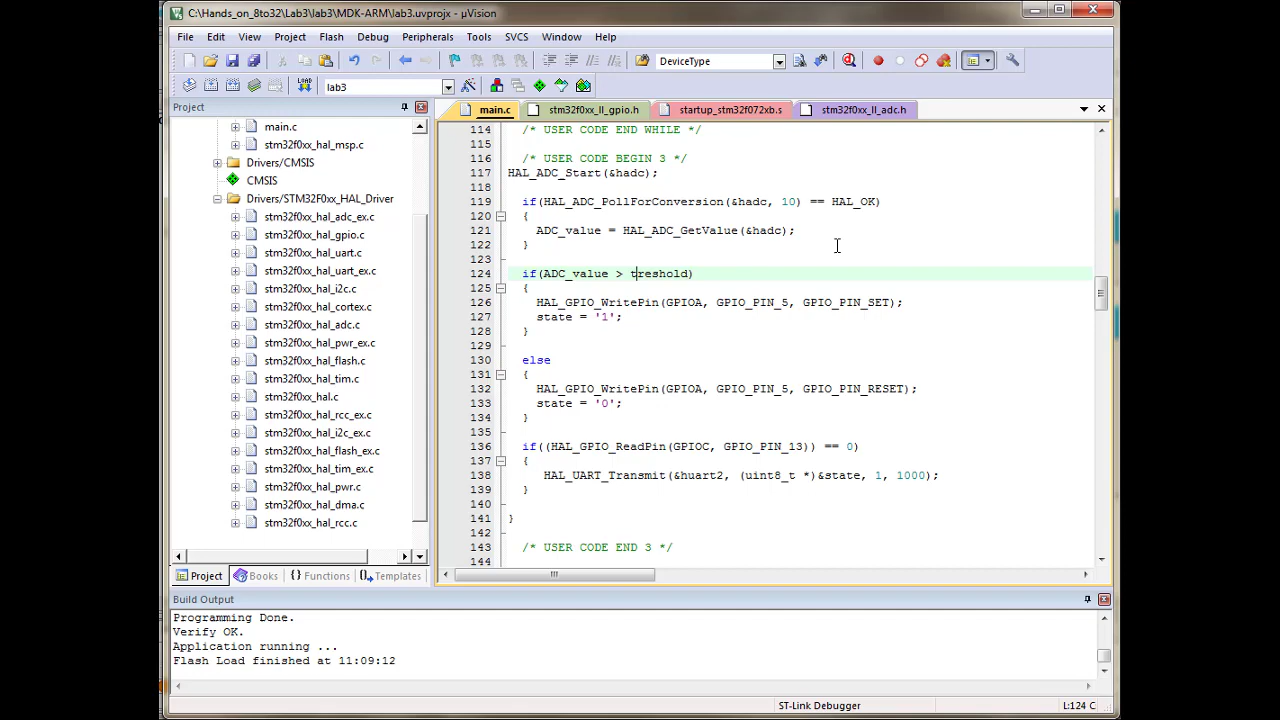 C:\Hands_on_8to32\Lab3\lab3\MDK-ARM\lab3.uvprojx - µVision
File Edit View Project Flash Debug Peripherals Tools SVCS Window Help
DeviceType
LOAD lab3
Project
main.c stm32f0xx_ll_gpio.h startup_stm32f072xb.s stm32f0xx_ll_adc.h
main.c
stm32f0xx_hal_msp.c
Drivers/CMSIS
CMSIS
Drivers/STM32F0xx_HAL_Driver
stm32f0xx_hal_adc_ex.c
stm32f0xx_hal_gpio.c
stm32f0xx_hal_uart.c
stm32f0xx_hal_uart_ex.c
stm32f0xx_hal_i2c.c
stm32f0xx_hal_cortex.c
stm32f0xx_hal_adc.c
stm32f0xx_hal_pwr_ex.c
stm32f0xx_hal_flash.c
stm32f0xx_hal_tim.c
stm32f0xx_hal.c
stm32f0xx_hal_rcc_ex.c
stm32f0xx_hal_i2c_ex.c
stm32f0xx_hal_flash_ex.c
stm32f0xx_hal_tim_ex.c
stm32f0xx_hal_pwr.c
stm32f0xx_hal_dma.c
stm32f0xx_hal_rcc.c
Project Books {} Functions Templates
114 /* USER CODE END WHILE */
115
116 /* USER CODE BEGIN 3 */
117 HAL_ADC_Start(&hadc);
118
119 if(HAL_ADC_PollForConversion(&hadc, 10) == HAL_OK)
120 {
121 ADC_value = HAL_ADC_GetValue(&hadc);
122 }
123
124 if(ADC_value > treshold)
125 {
126 HAL_GPIO_WritePin(GPIOA, GPIO_PIN_5, GPIO_PIN_SET);
127 state = '1';
128 }
129
130 else
131 {
132 HAL_GPIO_WritePin(GPIOA, GPIO_PIN_5, GPIO_PIN_RESET);
133 state = '0';
134 }
135
136 if((HAL_GPIO_ReadPin(GPIOC, GPIO_PIN_13)) == 0)
137 {
138 HAL_UART_Transmit(&huart2, (uint8_t *)&state, 1, 1000);
139 }
140
141 }
142
143 /* USER CODE END 3 */
144
Build Output
Programming Done.
Verify OK.
Application running ...
Flash Load finished at 11:09:12
ST-Link Debugger L:124 C